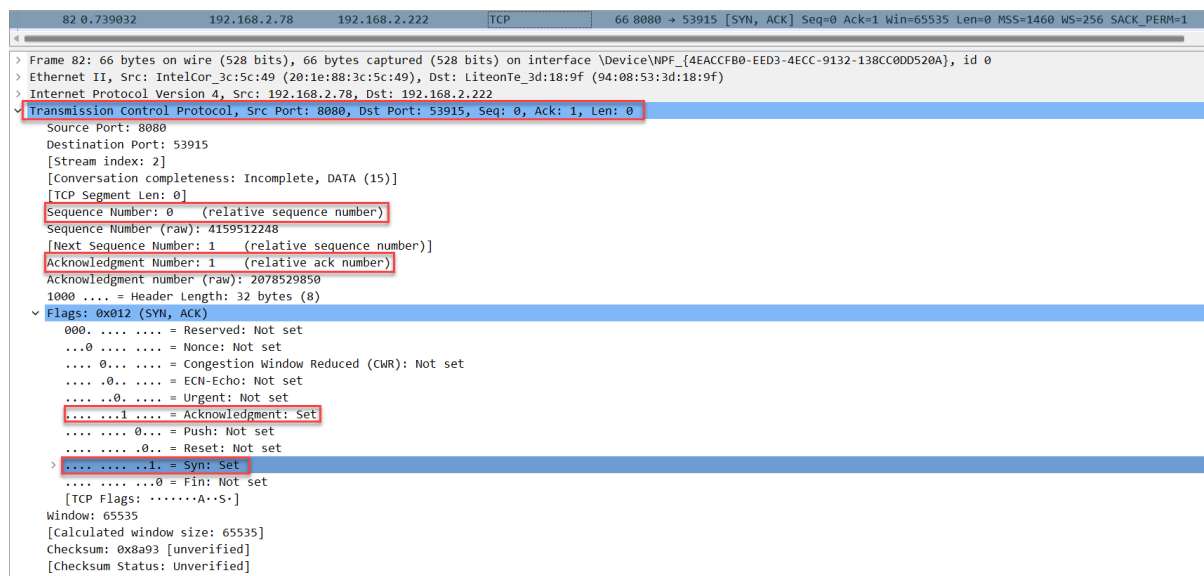 82 0.739032 192.168.2.78 192.168.2.222 TCP 66 8080 → 53915 [SYN, ACK] Seq=0 Ack=1 Win=65535 Len=0 MSS=1460 WS=256 SACK_PERM=1
> Frame 82: 66 bytes on wire (528 bits), 66 bytes captured (528 bits) on interface \Device\NPF_{4EACCFB0-EED3-4ECC-9132-138CC0DD520A}, id 0
> Ethernet II, Src: IntelCor_3c:5c:49 (20:1e:88:3c:5c:49), Dst: LiteonTe_3d:18:9f (94:08:53:3d:18:9f)
> Internet Protocol Version 4, Src: 192.168.2.78, Dst: 192.168.2.222
Transmission Control Protocol, Src Port: 8080, Dst Port: 53915, Seq: 0, Ack: 1, Len: 0
Source Port: 8080
Destination Port: 53915
[Stream index: 2]
[Conversation completeness: Incomplete, DATA (15)]
[TCP Segment Len: 0]
Sequence Number: 0 (relative sequence number)
Sequence Number (raw): 4159512248
[Next Sequence Number: 1 (relative sequence number)]
Acknowledgment Number: 1 (relative ack number)
Acknowledgment number (raw): 2078529850
1000 .... = Header Length: 32 bytes (8)
Flags: 0x012 (SYN, ACK)
000. .... .... = Reserved: Not set
...0 .... .... = Nonce: Not set
.... 0... .... = Congestion Window Reduced (CWR): Not set
.... .0.. .... = ECN-Echo: Not set
.... ..0. .... = Urgent: Not set
.... ...1 .... = Acknowledgment: Set
.... .... 0... = Push: Not set
.... .... .0.. = Reset: Not set
> .... .... ..1. = Syn: Set
.... .... ...0 = Fin: Not set
[TCP Flags: ·······A··S·]
Window: 65535
[Calculated window size: 65535]
Checksum: 0x8a93 [unverified]
[Checksum Status: Unverified]